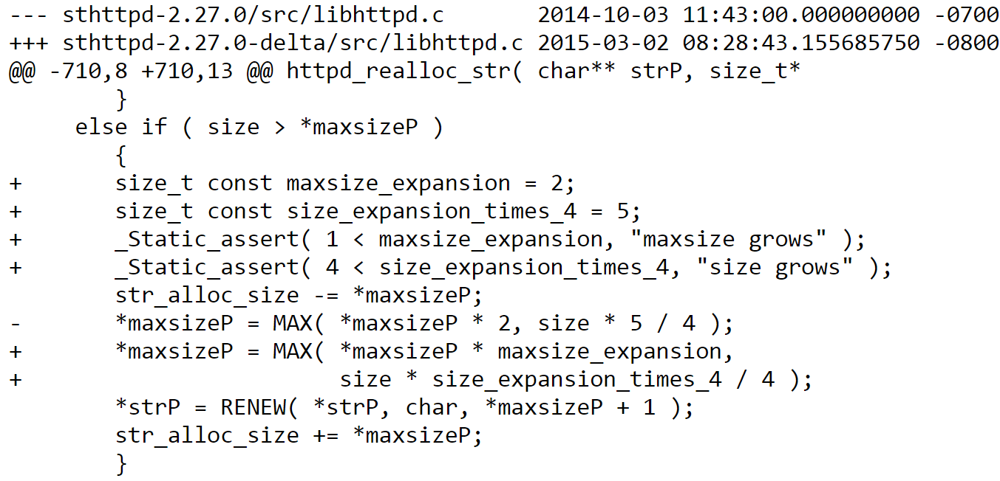 --- sthttpd-2.27.0/src/libhttpd.c       2014-10-03 11:43:00.000000000 -0700
+++ sthttpd-2.27.0-delta/src/libhttpd.c 2015-03-02 08:28:43.155685750 -0800
@@ -710,8 +710,13 @@ httpd_realloc_str( char** strP, size_t*
        }
     else if ( size > *maxsizeP )
        {
+       size_t const maxsize_expansion = 2;
+       size_t const size_expansion_times_4 = 5;
+       _Static_assert( 1 < maxsize_expansion, "maxsize grows" );
+       _Static_assert( 4 < size_expansion_times_4, "size grows" );
        str_alloc_size -= *maxsizeP;
-       *maxsizeP = MAX( *maxsizeP * 2, size * 5 / 4 );
+       *maxsizeP = MAX( *maxsizeP * maxsize_expansion,
+                        size * size_expansion_times_4 / 4 );
        *strP = RENEW( *strP, char, *maxsizeP + 1 );
        str_alloc_size += *maxsizeP;
        }